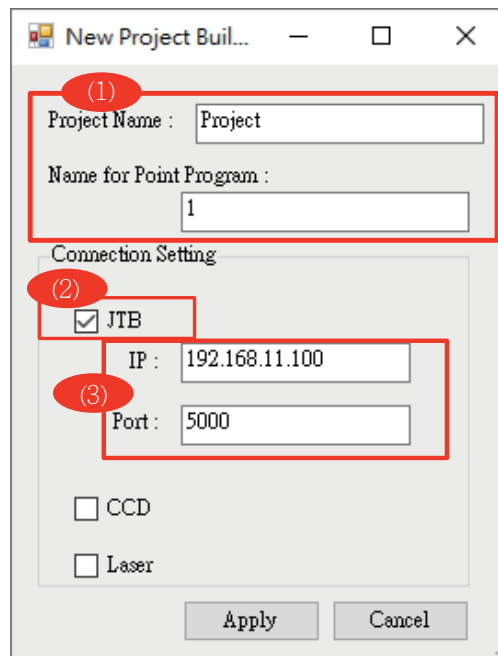 New Project Buil...
(1)
Project Name : Project
Name for Point Program :
1
Connection Setting
(2)
JTB
IP : 192.168.11.100
(3)
Port : 5000
CCD
Laser
Apply Cancel